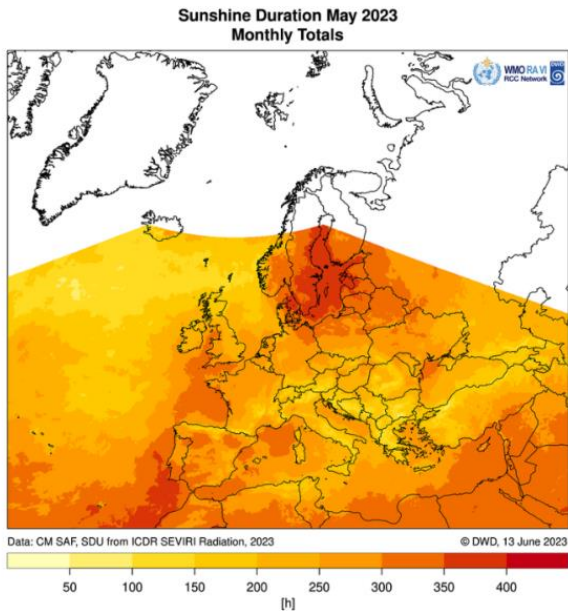 Sunshine Duration May 2023
Monthly Totals
WMO RA VI
RCC Network
DWD
Data: CM SAF, SDU from ICDR SEVIRI Radiation, 2023
© DWD, 13 June 2023
50 100 150 200 250 300 350 400
[h]